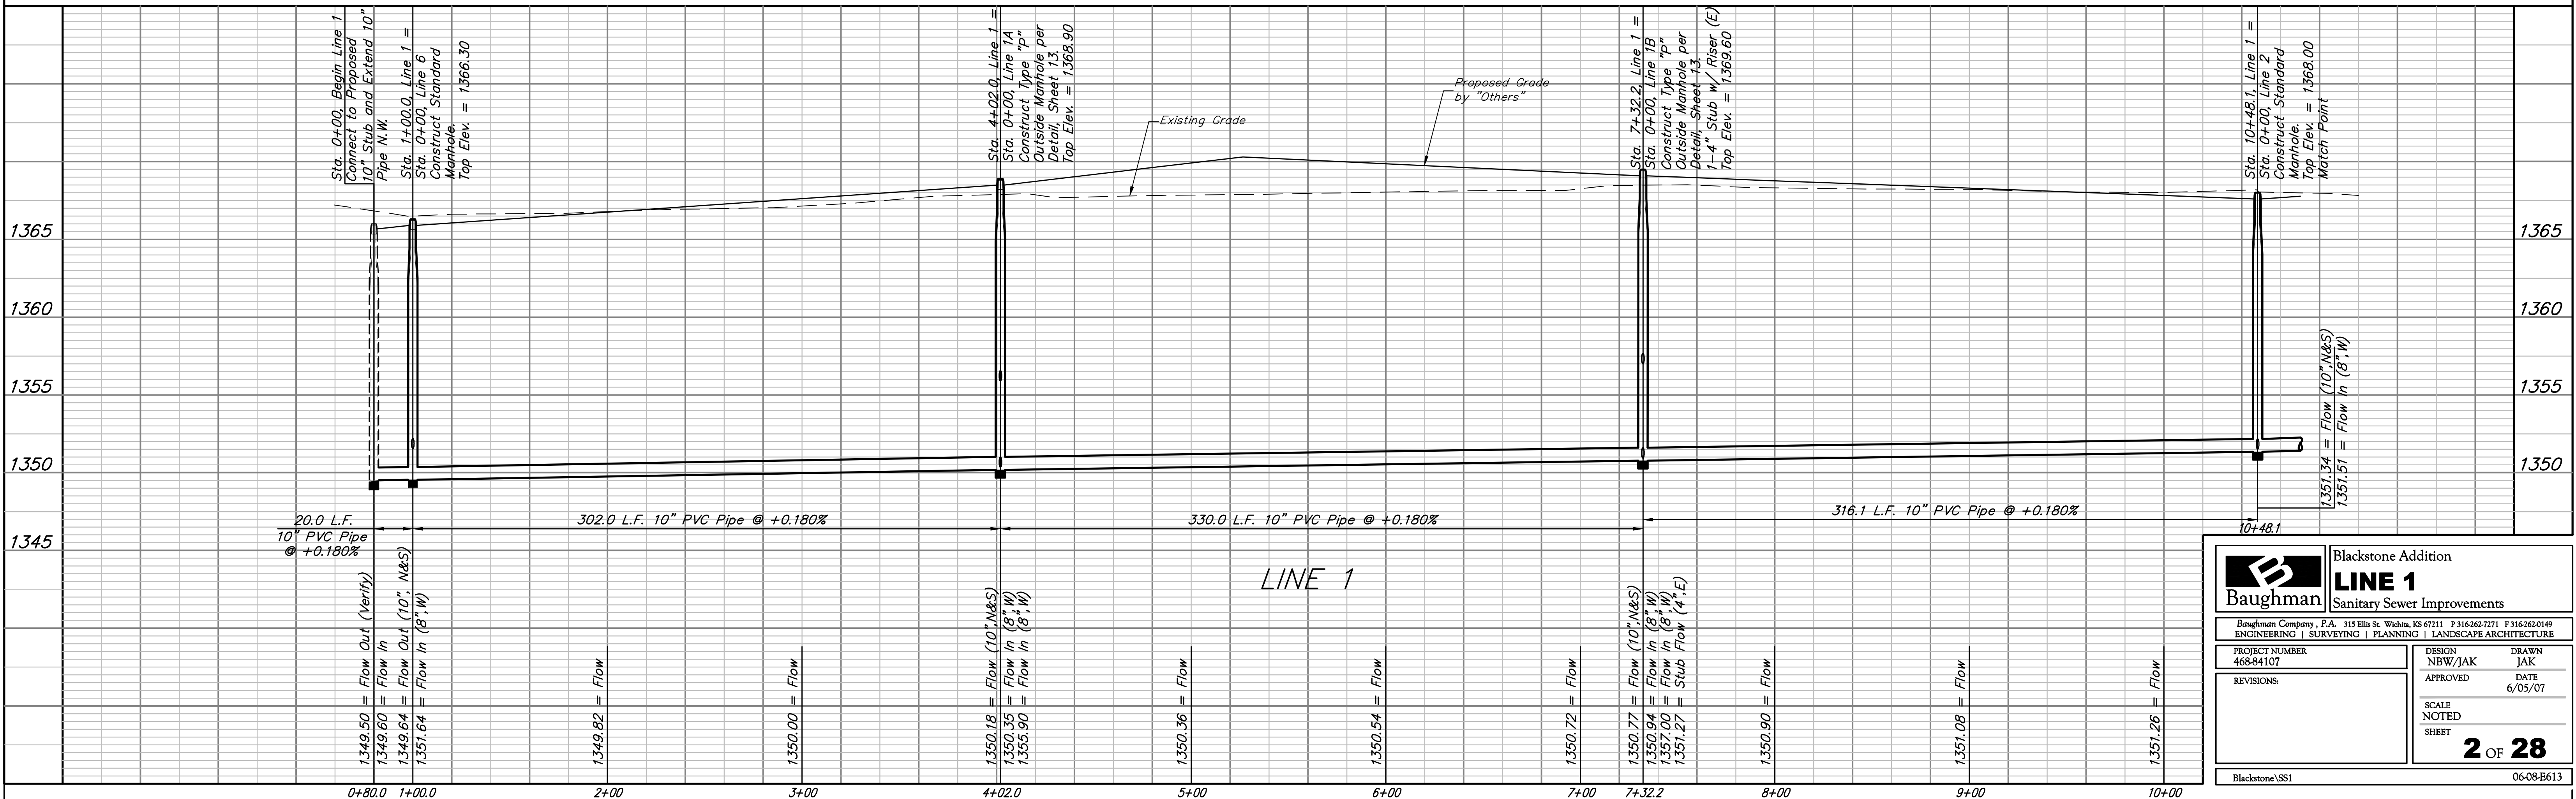 Sta. 0+00, Begin Line 1
Connect to Proposed
10" Stub and Extend 10"
Pipe N.W.
Sta. 1+00.0, Line 1 =
Sta. 0+00, Line 6
Construct Standard
Manhole.
Top Elev. = 1366.30
Sta. 4+02.0, Line 1 =
Sta. 0+00, Line 1A
Construct Type "P"
Outside Manhole per
Detail, Sheet 13.
Top Elev. = 1368.90
Existing Grade
Proposed Grade
by "Others"
Sta. 7+32.2, Line 1 =
Sta. 0+00, Line 1B
Construct Type "P"
Outside Manhole per
Detail, Sheet 13.
1-4" Stub w/ Riser (E)
Top Elev. = 1369.60
Sta. 10+48.1, Line 1 =
Sta. 0+00, Line 2
Construct Standard
Manhole.
Top Elev. = 1368.00
Match Point
1365
1365
1360
1360
1355
1355
1350
1350
1345
1351.34 = Flow (10",N&S)
1351.51 = Flow In (8",W)
20.0 L.F.
10" PVC Pipe
@ +0.180%
302.0 L.F. 10" PVC Pipe @ +0.180%
330.0 L.F. 10" PVC Pipe @ +0.180%
316.1 L.F. 10" PVC Pipe @ +0.180%
10+48.1
LINE 1
1349.50 = Flow Out (Verify)
1349.60 = Flow In
1349.64 = Flow Out (10", N&S)
1351.64 = Flow In (8",W)
1349.82 = Flow
1350.00 = Flow
1350.18 = Flow (10",N&S)
1350.35 = Flow In (8",W)
1355.90 = Flow In (8",W)
1350.36 = Flow
1350.54 = Flow
1350.72 = Flow
1350.77 = Flow (10",N&S)
1350.94 = Flow In (8",W)
1357.00 = Flow In (8",W)
1351.27 = Stub Flow (4",E)
1350.90 = Flow
1351.08 = Flow
1351.26 = Flow
0+80.0
1+00.0
2+00
3+00
4+02.0
5+00
6+00
7+00
7+32.2
8+00
9+00
10+00
B
Baughman
Blackstone Addition
LINE 1
Sanitary Sewer Improvements
Baughman Company, P.A. 315 Ellis St. Wichita, KS 67211 P 316-262-7271 F 316-262-0149
ENGINEERING | SURVEYING | PLANNING | LANDSCAPE ARCHITECTURE
PROJECT NUMBER
468-84107
REVISIONS:
DESIGN
NBW/JAK
DRAWN
JAK
APPROVED
DATE
6/05/07
SCALE
NOTED
SHEET
2 OF 28
Blackstone\SS1
06-08-E613